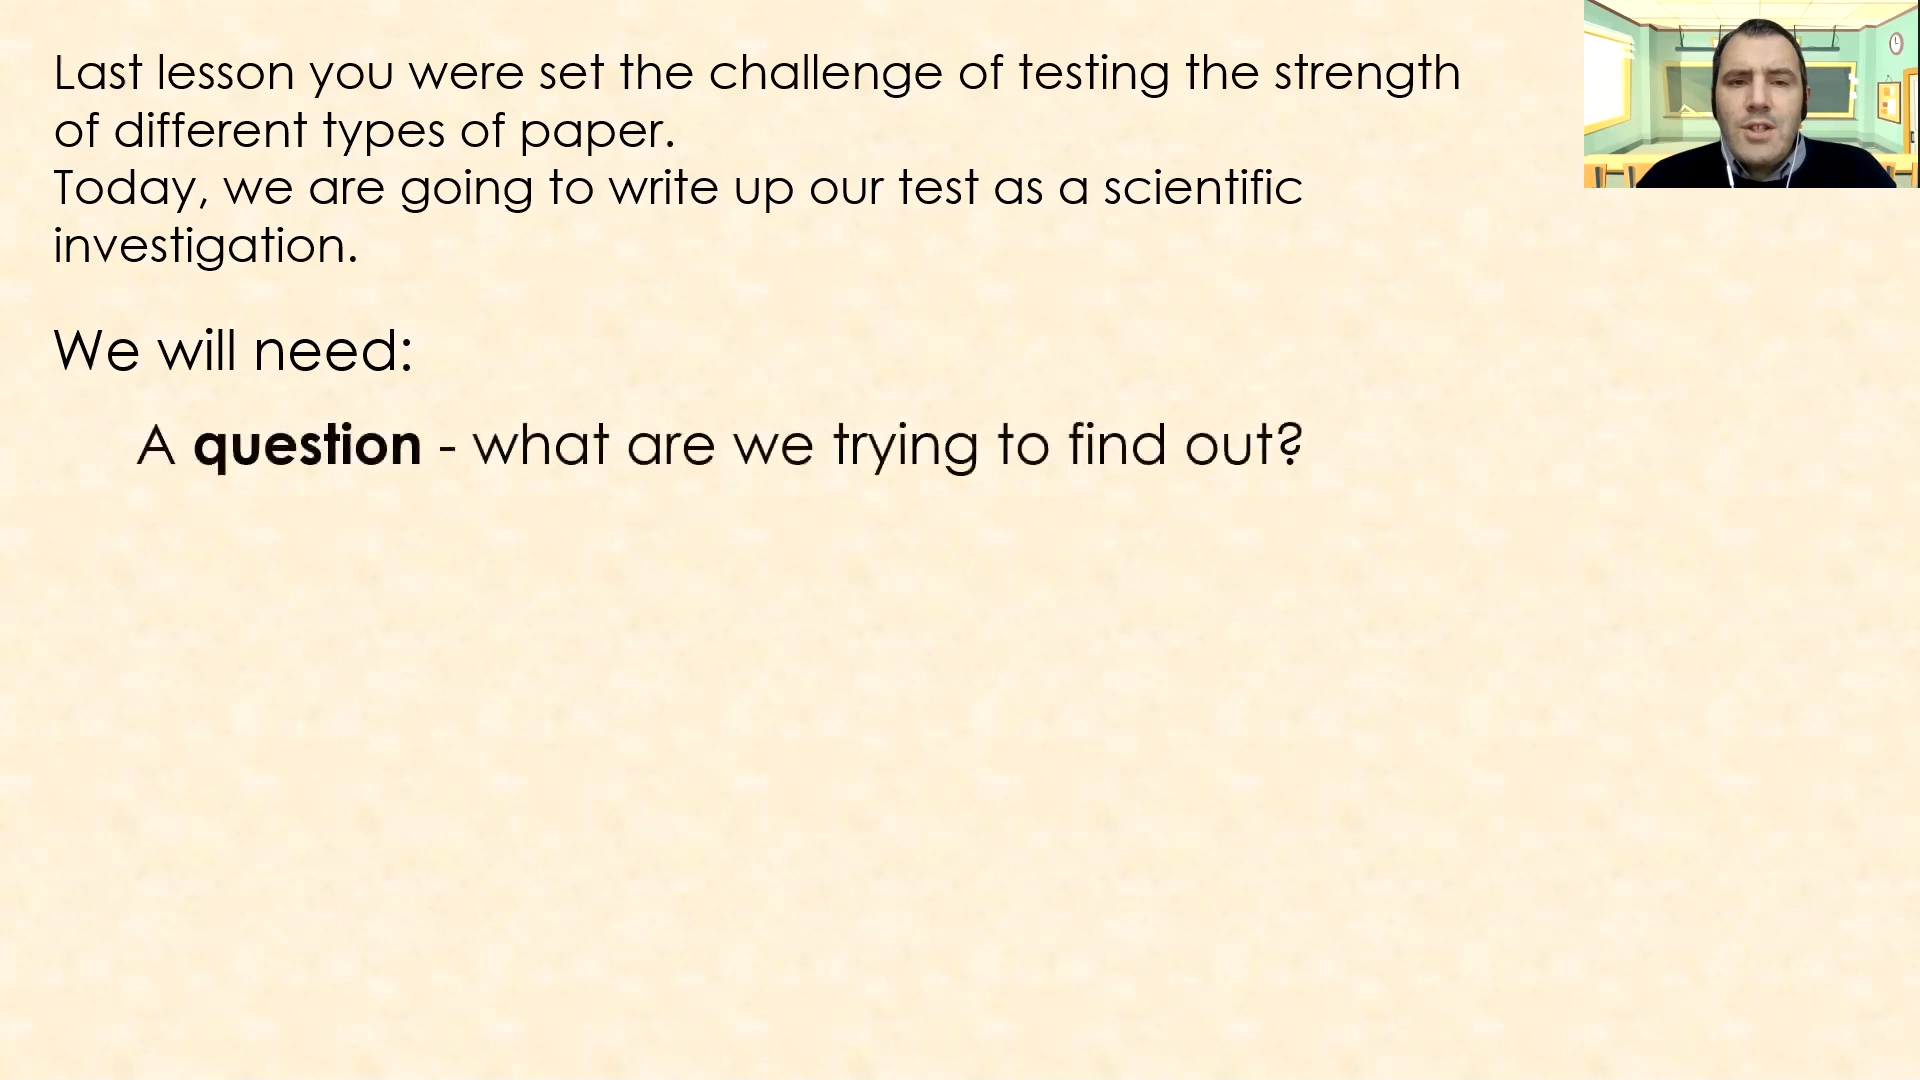 Last lesson you were set the challenge of testing the strength
of different types of paper.
Today, we are going to write up our test as a scientific
investigation.
We will need:
A question - what are we trying to find out?